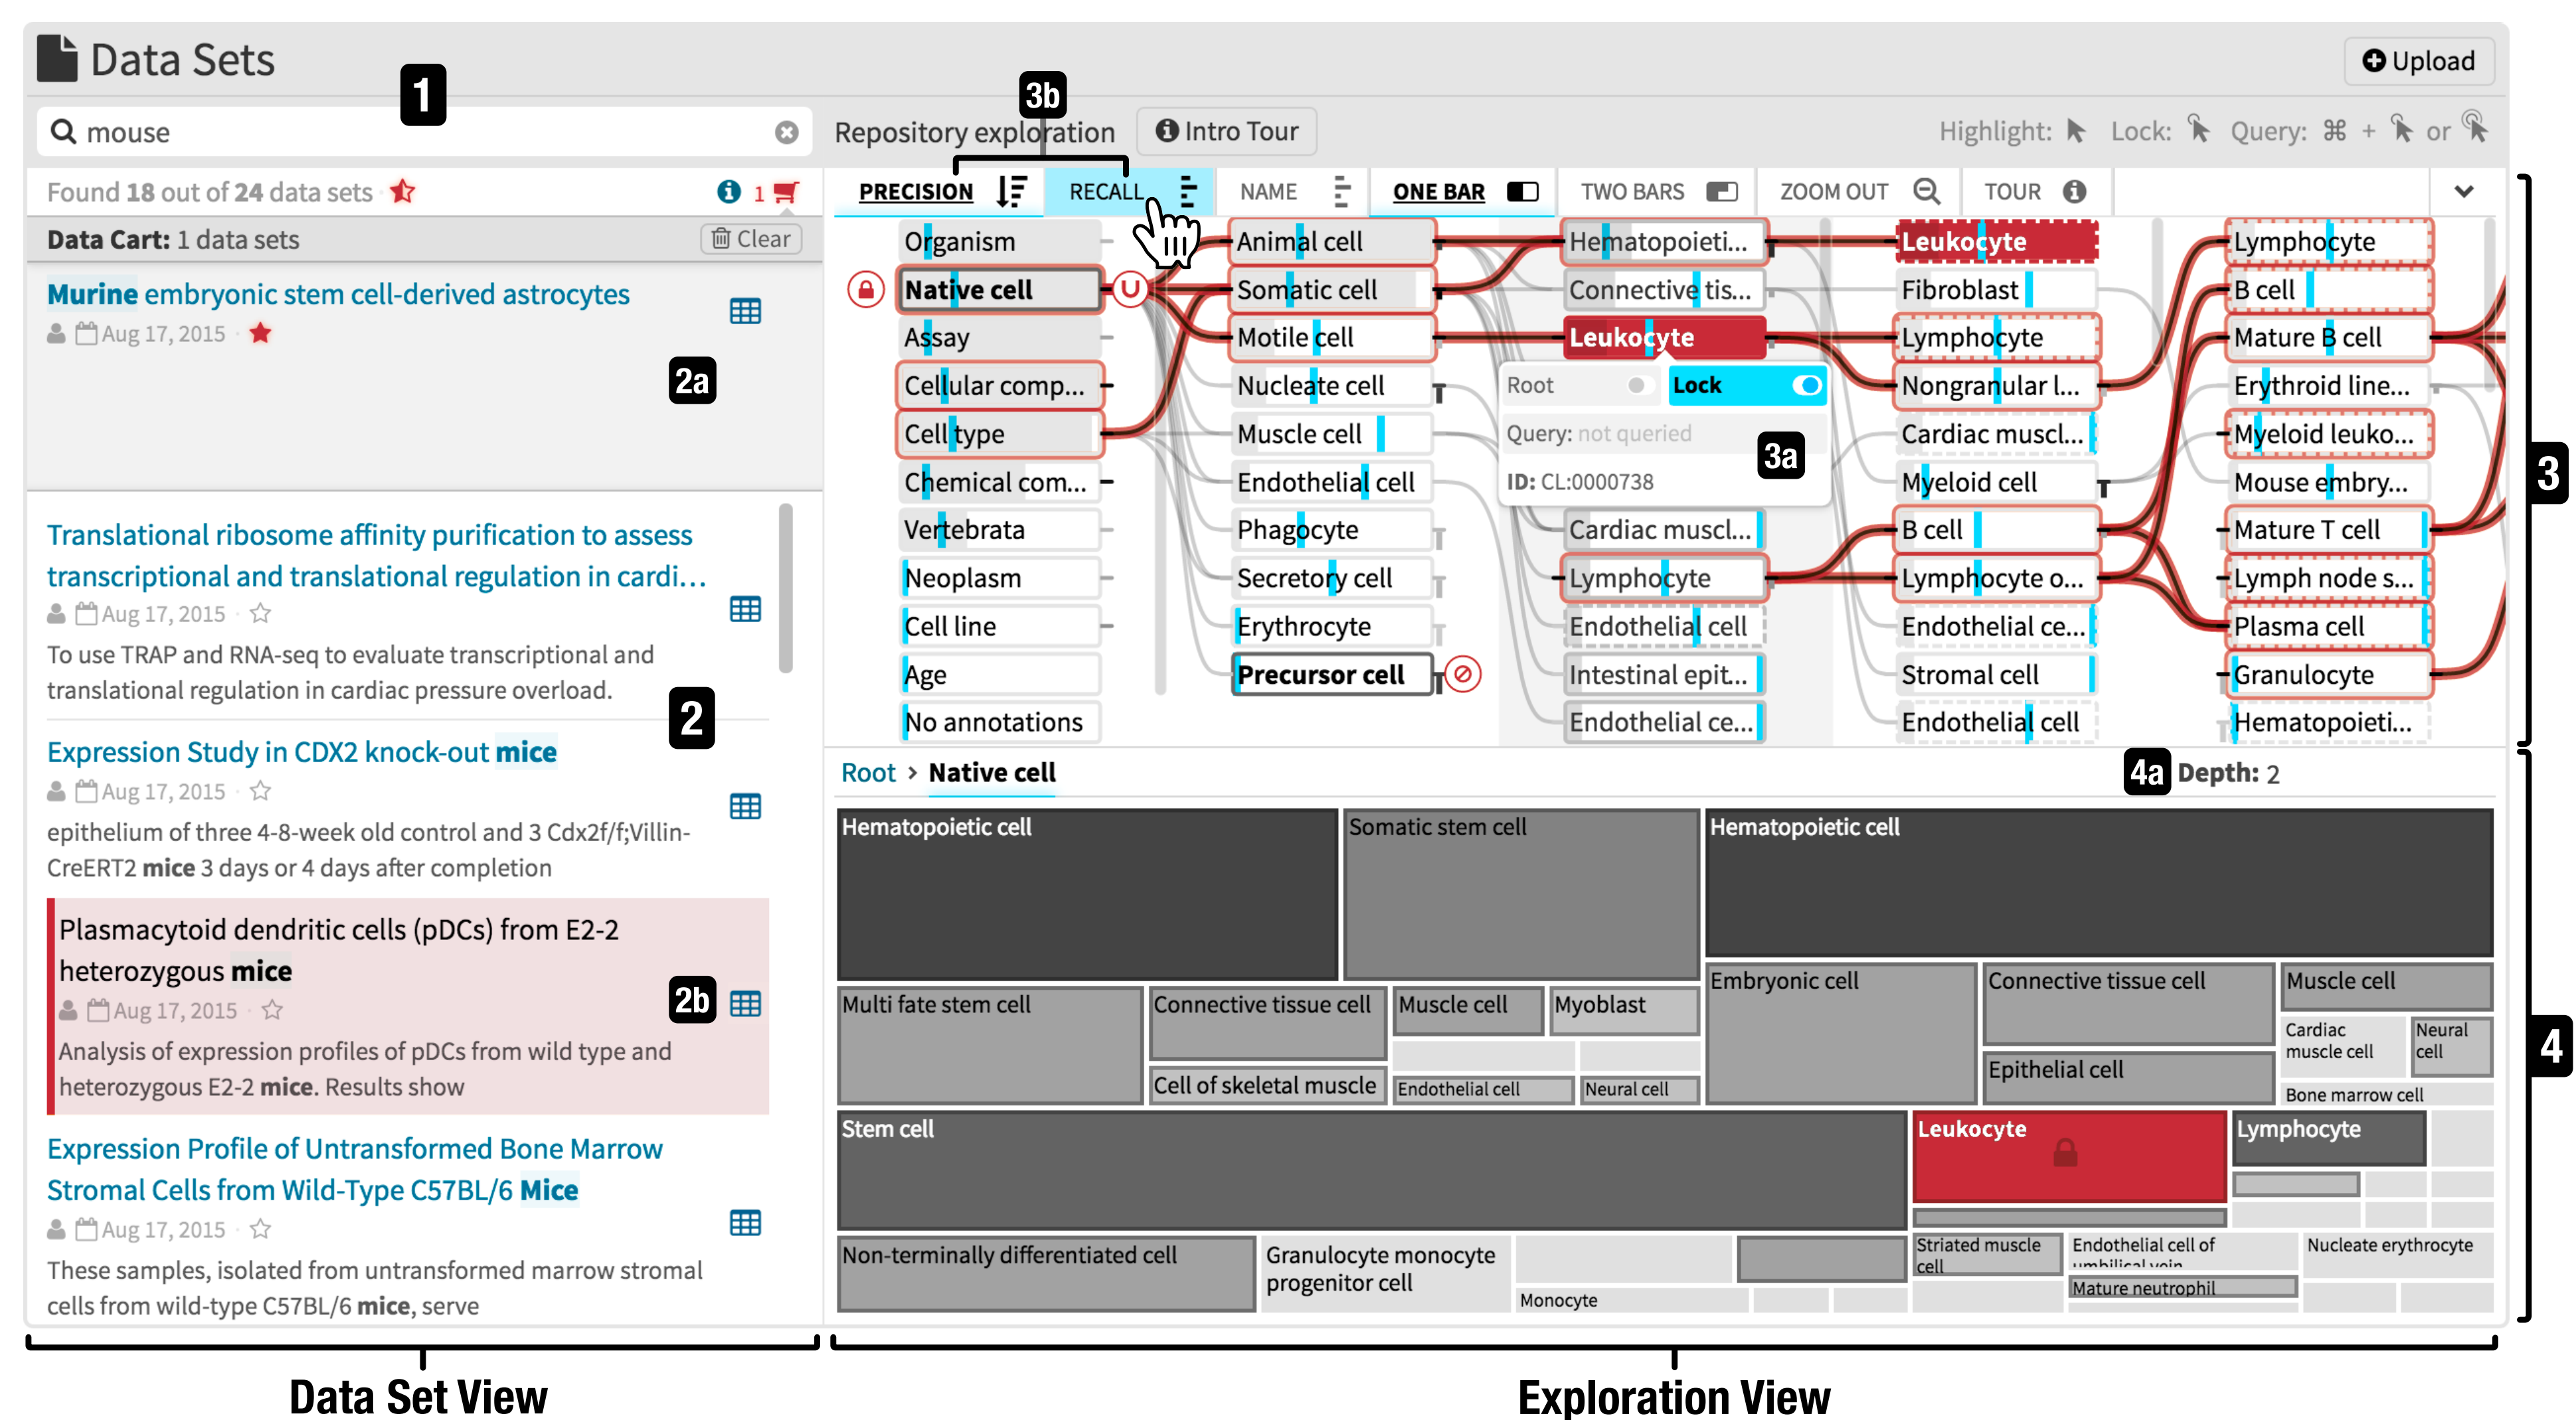 Data Sets
Upload
1
3b
mouse
Repository exploration
Intro Tour
Highlight: Lock: Query: ⌘ + or
Found 18 out of 24 data sets
1
PRECISION
RECALL
NAME
ONE BAR
TWO BARS
ZOOM OUT
TOUR
Data Cart: 1 data sets
Clear
Murine embryonic stem cell-derived astrocytes
Aug 17, 2015
2a
Translational ribosome affinity purification to assess
transcriptional and translational regulation in cardi...
Aug 17, 2015
To use TRAP and RNA-seq to evaluate transcriptional and
translational regulation in cardiac pressure overload.
2
Expression Study in CDX2 knock-out mice
Aug 17, 2015
epithelium of three 4-8-week old control and 3 Cdx2f/f;Villin-
CreERT2 mice 3 days or 4 days after completion
Plasmacytoid dendritic cells (pDCs) from E2-2
heterozygous mice
Aug 17, 2015
2b
Analysis of expression profiles of pDCs from wild type and
heterozygous E2-2 mice. Results show
Expression Profile of Untransformed Bone Marrow
Stromal Cells from Wild-Type C57BL/6 Mice
Aug 17, 2015
These samples, isolated from untransformed marrow stromal
cells from wild-type C57BL/6 mice, serve
Organism
Native cell
Assay
Cellular comp...
Cell type
Chemical com...
Vertebrata
Neoplasm
Cell line
Age
No annotations
U
Animal cell
Somatic cell
Motile cell
Nucleate cell
Muscle cell
Endothelial cell
Phagocyte
Secretory cell
Erythrocyte
Precursor cell
Hematopoieti...
Connective tis...
Leukocyte
Root
Lock
Query: not queried
3a
ID: CL:0000738
Cardiac muscl...
Lymphocyte
Endothelial cell
Intestinal epit...
Endothelial ce...
Leukocyte
Fibroblast
Lymphocyte
Nongranular l...
Cardiac muscl...
Myeloid cell
B cell
Lymphocyte o...
Endothelial ce...
Stromal cell
Endothelial cell
Lymphocyte
B cell
Mature B cell
Erythroid line...
Myeloid leuko...
Mouse embry...
Mature T cell
Lymph node s...
Plasma cell
Granulocyte
Hematopoieti...
3
Root › Native cell
4a
Depth: 2
Hematopoietic cell
Somatic stem cell
Hematopoietic cell
Multi fate stem cell
Connective tissue cell
Muscle cell
Myoblast
Cell of skeletal muscle
Endothelial cell
Neural cell
Embryonic cell
Connective tissue cell
Muscle cell
Epithelial cell
Cardiac
muscle cell
Neural
cell
Bone marrow cell
4
Stem cell
Leukocyte
Lymphocyte
Non-terminally differentiated cell
Granulocyte monocyte
progenitor cell
Monocyte
Striated muscle
cell
Endothelial cell of
umbilical vein
Mature neutrophil
Nucleate erythrocyte
Data Set View
Exploration View